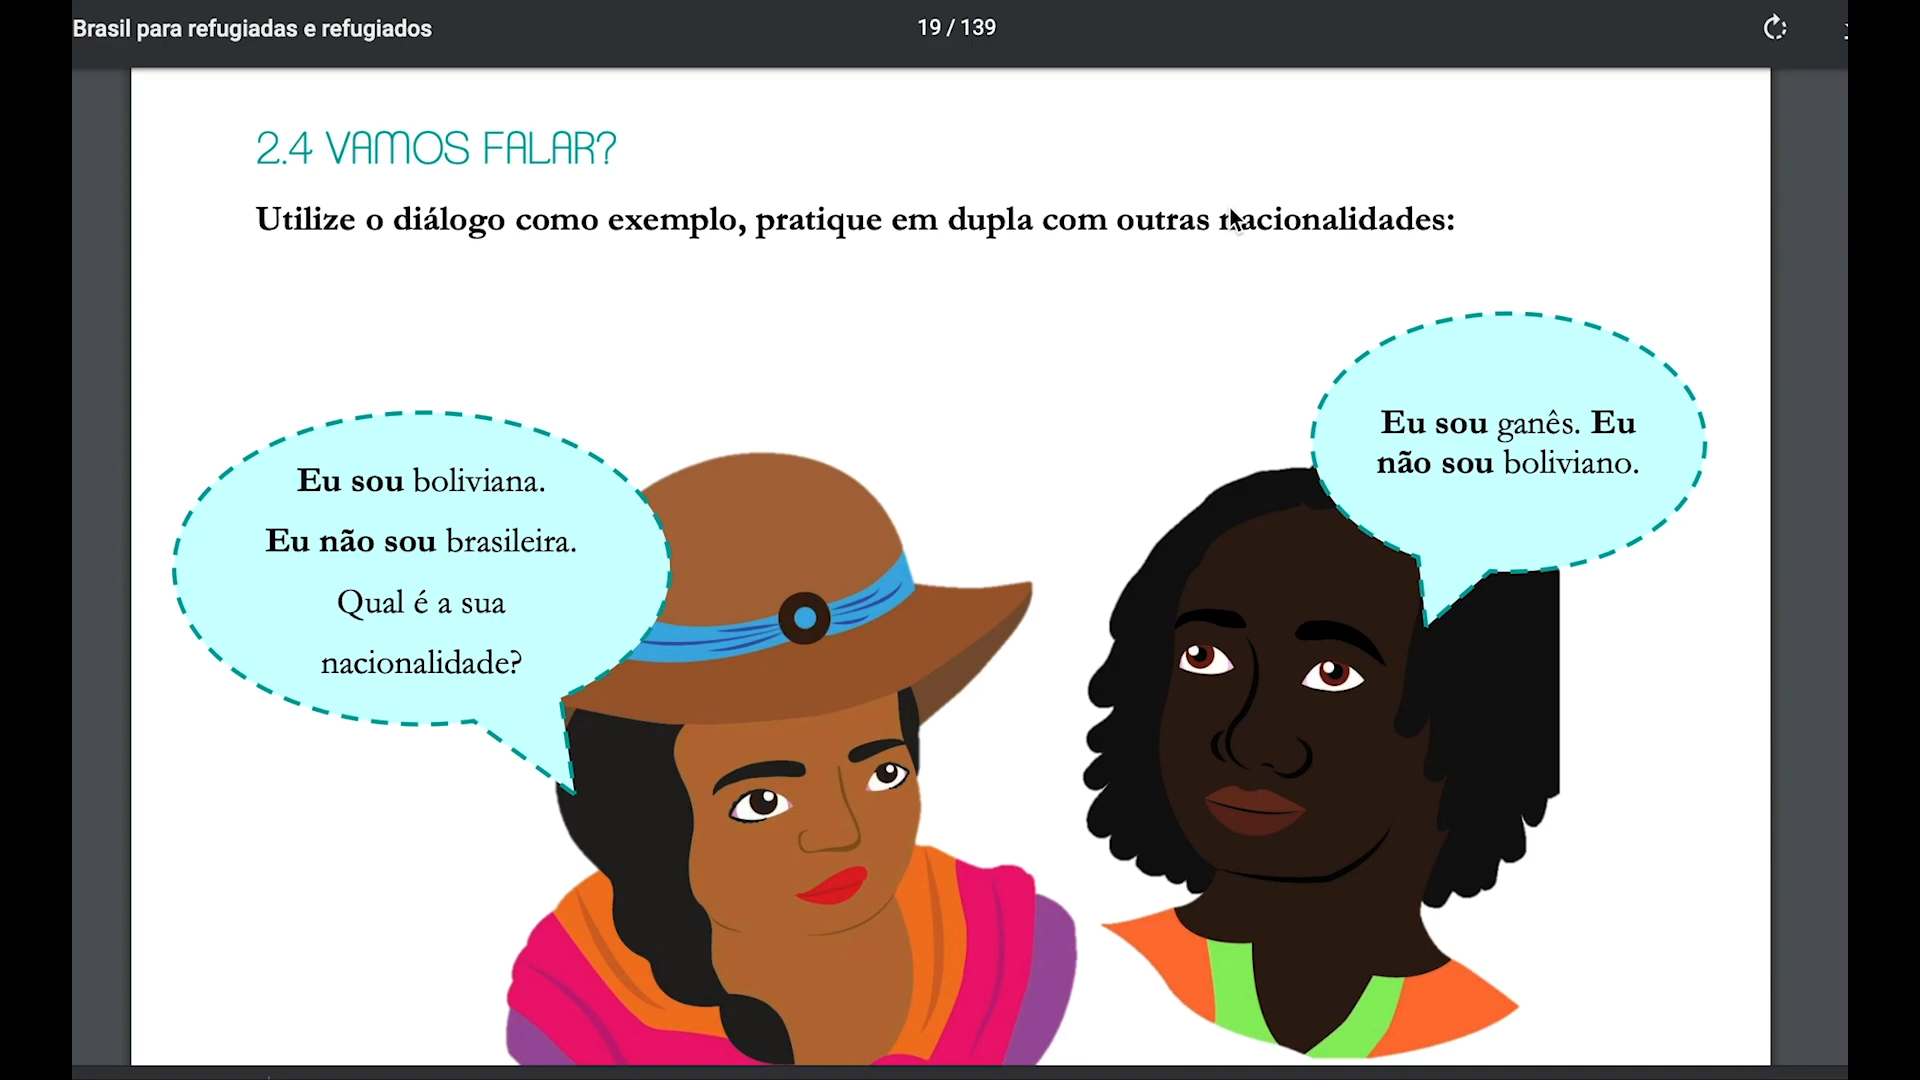 Brasil para refugiadas e refugiados
19 / 139
2.4 VAMOS FALAR?
Utilize o diálogo como exemplo, pratique em dupla com outras nacionalidades:
Eu sou ganês. Eu
não sou boliviano.
Eu sou boliviana.
Eu não sou brasileira.
Qual é a sua
nacionalidade?